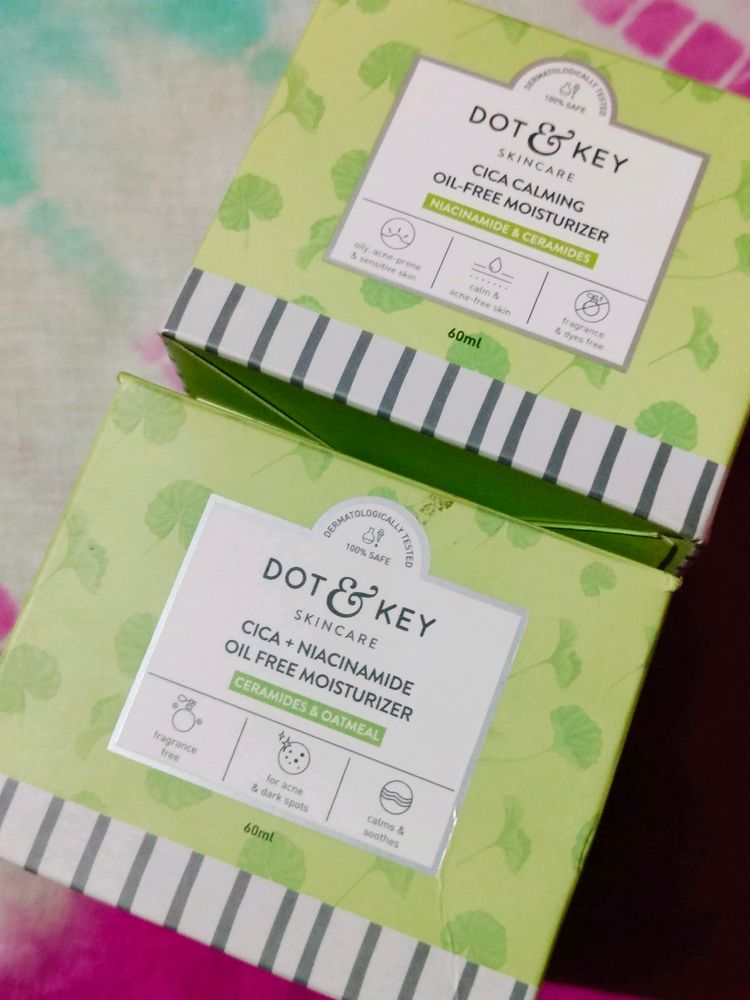 DERMATOLOGICALLY TESTED
100% SAFE
DOT & KEY
SKINCARE
CICA CALMING
OIL-FREE MOISTURIZER
NIACINAMIDE & CERAMIDES
oily, acne-prone
& sensitive skin
calm &
acne-free skin
fragrance
& dyes free
60ml
DERMATOLOGICALLY TESTED
100% SAFE
DOT & KEY
SKINCARE
CICA + NIACINAMIDE
OIL FREE MOISTURIZER
CERAMIDES & OATMEAL
fragrance
free
for acne
& dark spots
calms &
soothes
60ml